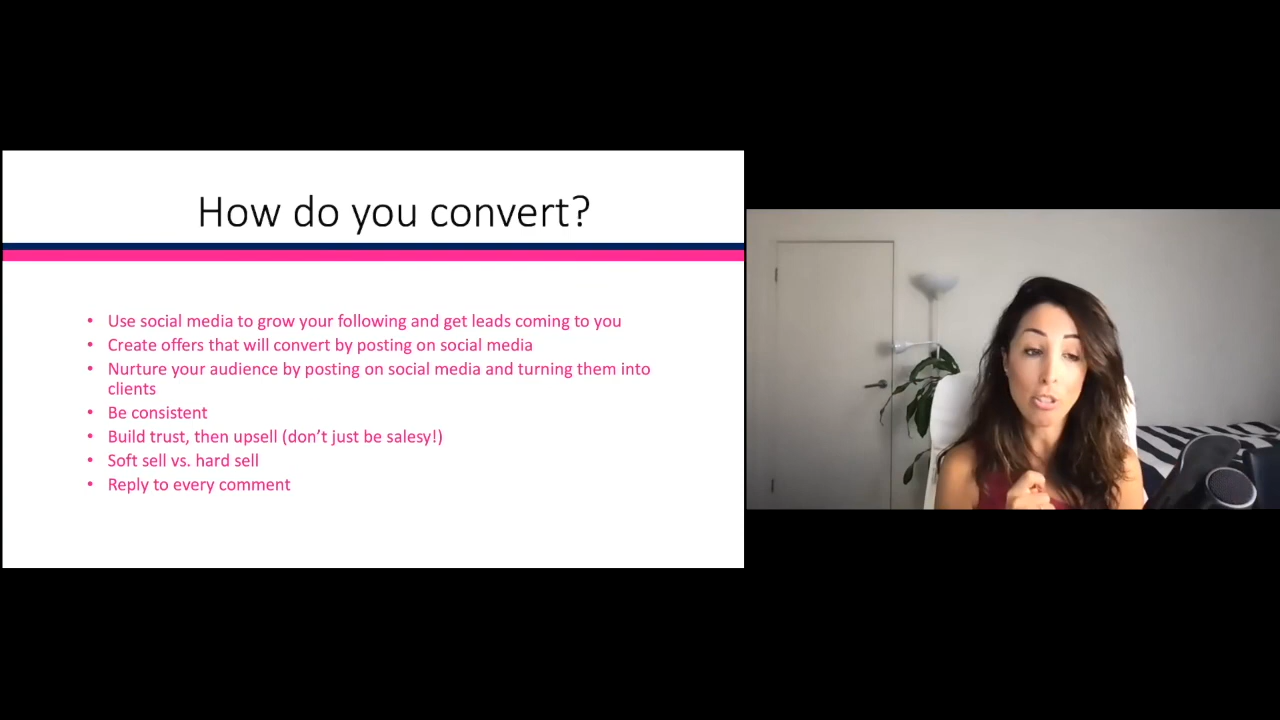 How do you convert?
• Use social media to grow your following and get leads coming to you
• Create offers that will convert by posting on social media
• Nurture your audience by posting on social media and turning them into
clients
• Be consistent
• Build trust, then upsell (don’t just be salesy!)
• Soft sell vs. hard sell
• Reply to every comment